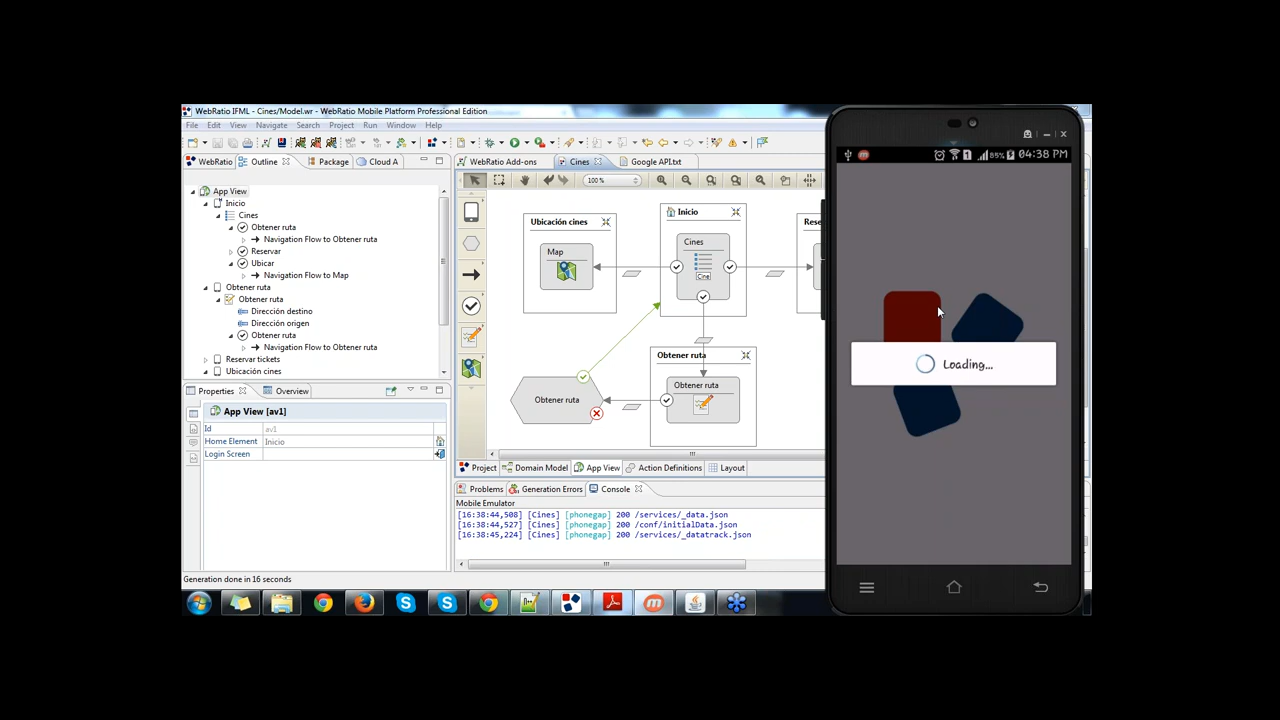 WebRatio IFML - Cines/Model.wr - WebRatio Mobile Platform Professional Edition
File Edit View Navigate Search Project Run Window Help
WebRatio Outline Package Cloud A
WebRatio Add-ons Cines Google API.txt
100%
App View
Inicio
Cines
Obtener ruta
Navigation Flow to Obtener ruta
Reservar
Ubicar
Navigation Flow to Map
Obtener ruta
Obtener ruta
Dirección destino
Dirección origen
Obtener ruta
Navigation Flow to Obtener ruta
Reservar tickets
Ubicación cines
Ubicación cines
Map
Inicio
Cines
Cine
Rese
Obtener ruta
Obtener ruta
Obtener ruta
Project Domain Model App View Action Definitions Layout
Properties Overview
App View [av1]
Id av1
Home Element Inicio
Login Screen
Problems Generation Errors Console
Mobile Emulator
[16:38:44,508] [Cines] [phonegap] 200 /services/_data.json
[16:38:44,527] [Cines] [phonegap] 200 /conf/initialData.json
[16:38:45,224] [Cines] [phonegap] 200 /services/_datatrack.json
Generation done in 16 seconds
1 85% 04:38 PM
Loading...